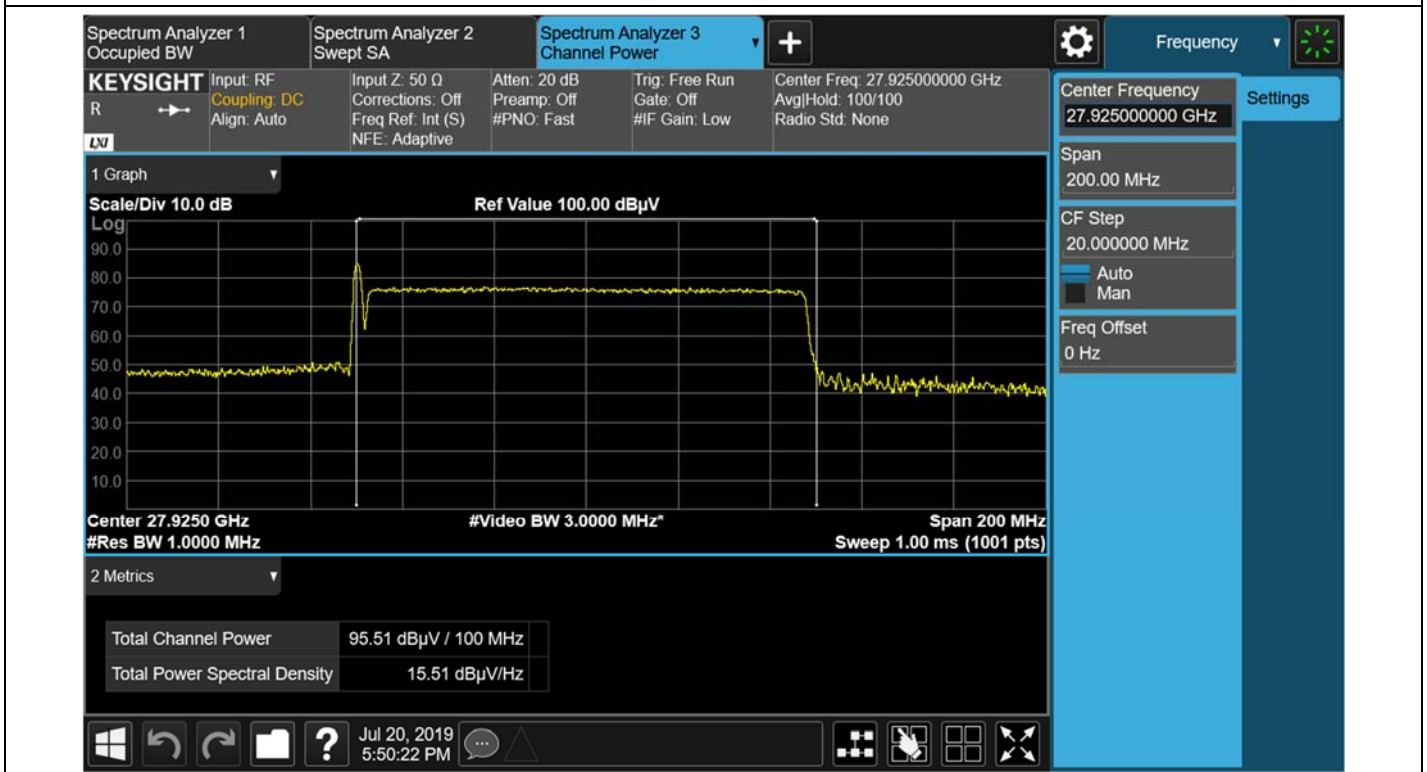 Spectrum Analyzer 1
Occupied BW
Spectrum Analyzer 2
Swept SA
Spectrum Analyzer 3
Channel Power
Frequency
KEYSIGHT
R
LXI
Input: RF
Coupling: DC
Align: Auto
Input Z: 50 Ω
Corrections: Off
Freq Ref: Int (S)
NFE: Adaptive
Atten: 20 dB
Preamp: Off
#PNO: Fast
Trig: Free Run
Gate: Off
#IF Gain: Low
Center Freq: 27.925000000 GHz
Avg|Hold: 100/100
Radio Std: None
Center Frequency
27.925000000 GHz
Settings
Span
200.00 MHz
CF Step
20.000000 MHz
Auto
Man
Freq Offset
0 Hz
1 Graph
Scale/Div 10.0 dB
Ref Value 100.00 dBµV
Log
90.0
80.0
70.0
60.0
50.0
40.0
30.0
20.0
10.0
Center 27.9250 GHz
#Video BW 3.0000 MHz*
Span 200 MHz
#Res BW 1.0000 MHz
Sweep 1.00 ms (1001 pts)
2 Metrics
Total Channel Power 95.51 dBµV / 100 MHz
Total Power Spectral Density 15.51 dBµV/Hz
?
Jul 20, 2019
5:50:22 PM